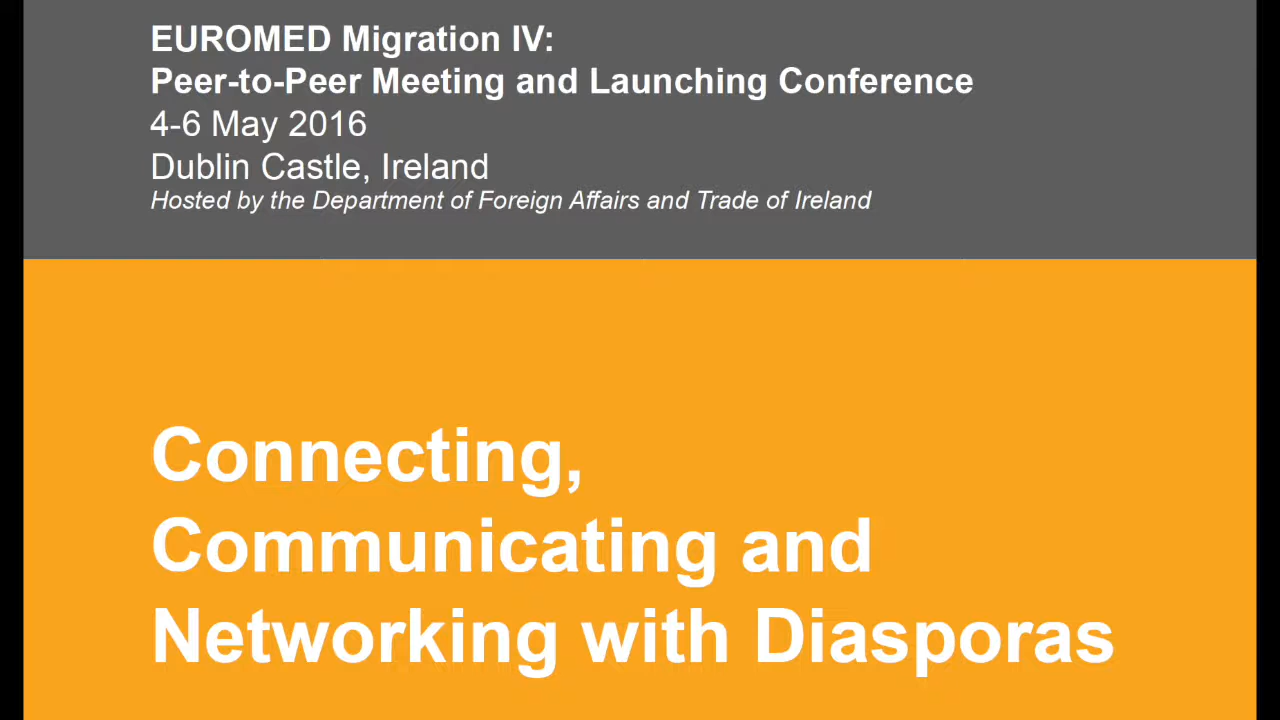 EUROMED Migration IV:
Peer-to-Peer Meeting and Launching Conference
4-6 May 2016
Dublin Castle, Ireland
Hosted by the Department of Foreign Affairs and Trade of Ireland
Connecting,
Communicating and
Networking with Diasporas